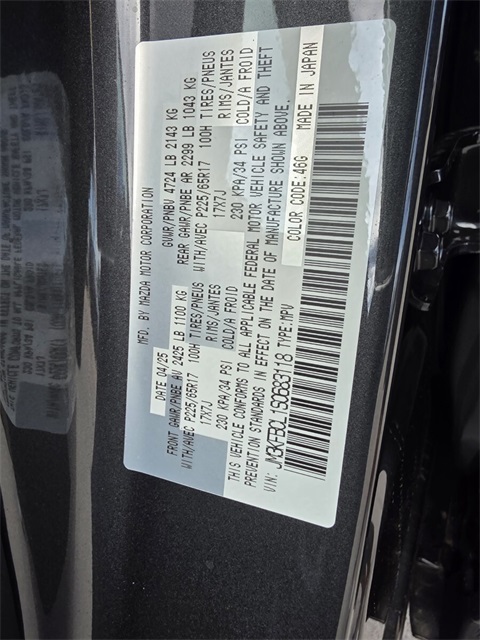 MFD. BY MAZDA MOTOR CORPORATION
DATE 04/25 GVWR/PNBV 4724 LB 2143 KG
FRONT GAWR/PNBE AV 2425 LB 1100 KG REAR GAWR/PNBE AR 2299 LB 1043 KG
WITH/AVEC P225/65R17 100H TIRES/PNEUS WITH/AVEC P225/65R17 100H TIRES/PNEUS
17X7J RIMS/JANTES 17X7J RIMS/JANTES
230 KPA/34 PSI COLD/A FROID 230 KPA/34 PSI COLD/A FROID
THIS VEHICLE CONFORMS TO ALL APPLICABLE FEDERAL MOTOR VEHICLE SAFETY AND THEFT
PREVENTION STANDARDS IN EFFECT ON THE DATE OF MANUFACTURE SHOWN ABOVE.
VIN: JM3KFBCL1S0683118 TYPE:MPV COLOR CODE:46G MADE IN JAPAN